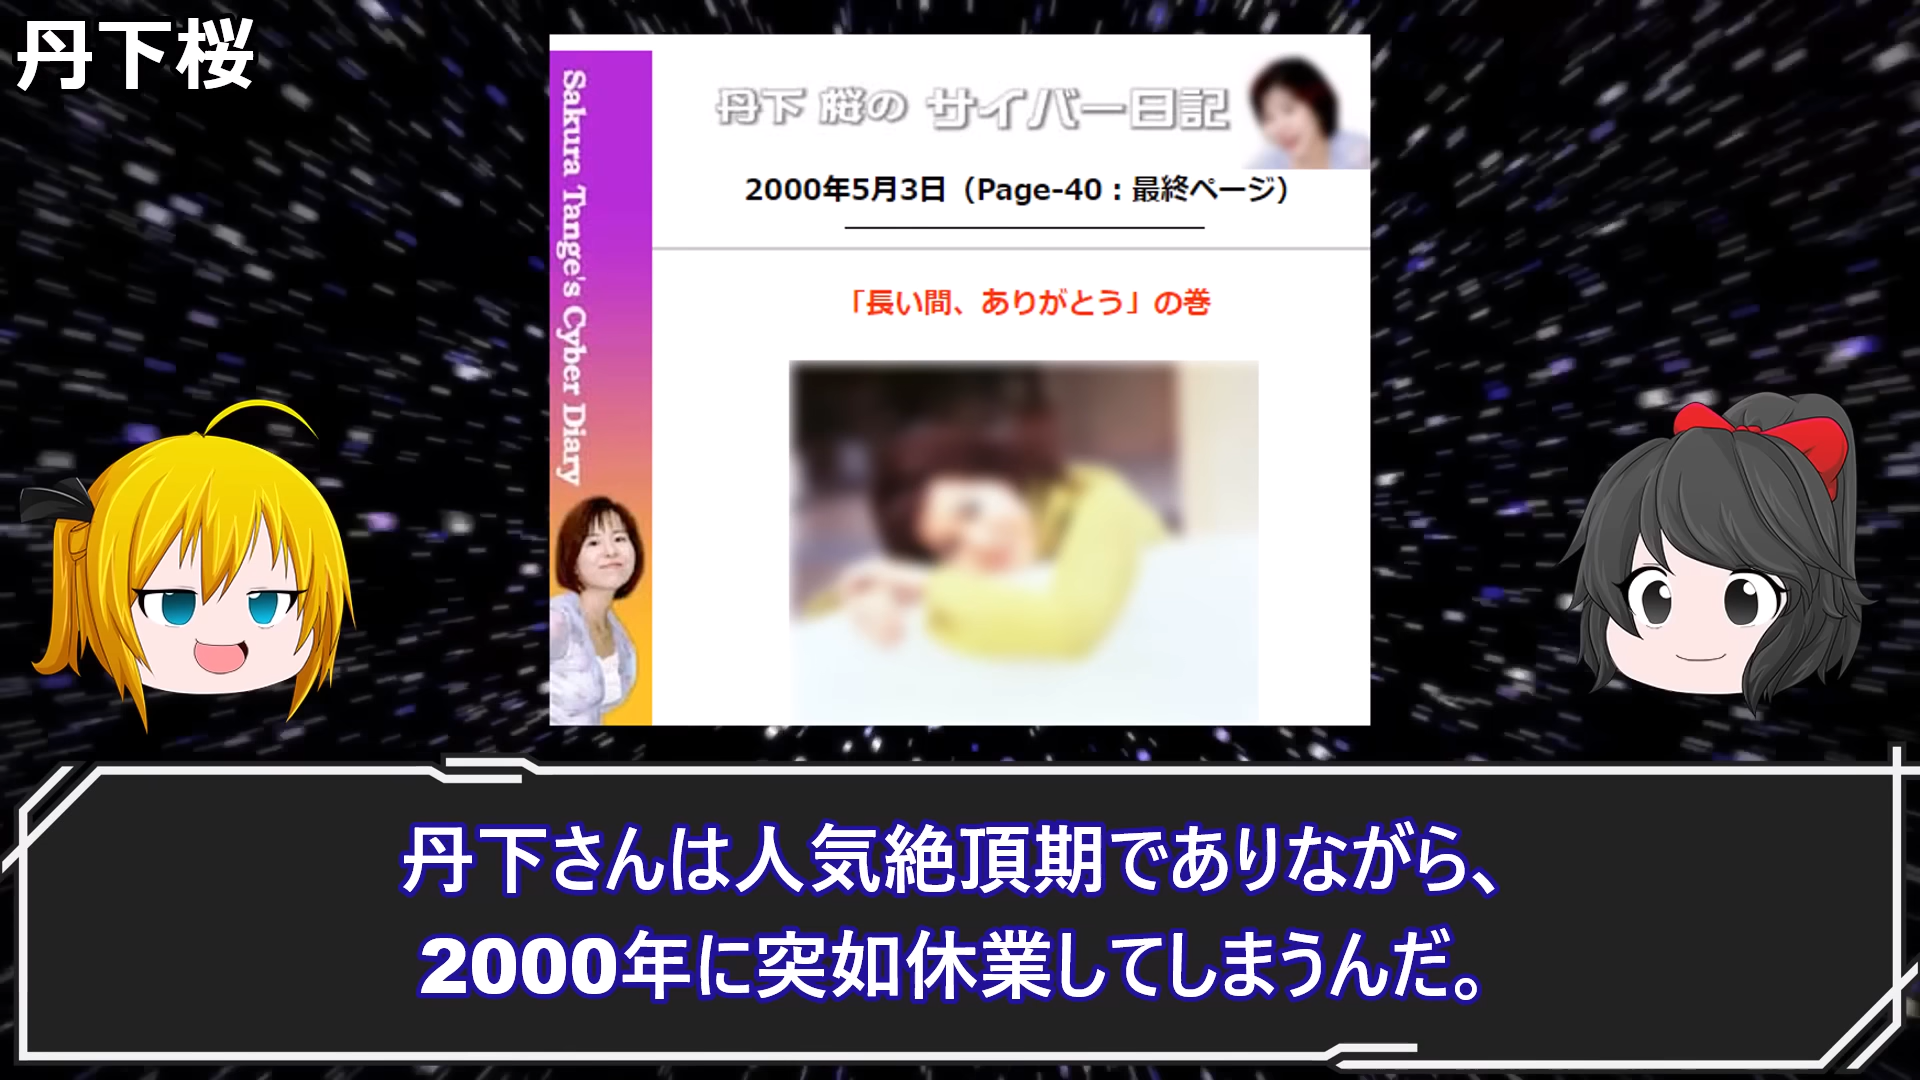 丹下桜
丹下 桜の サイバー日記
2000年5月3日（Page-40：最終ページ）
「長い間、ありがとう」の巻
Sakura Tange's Cyber Diary
丹下さんは人気絶頂期でありながら、
2000年に突如休業してしまうんだ。